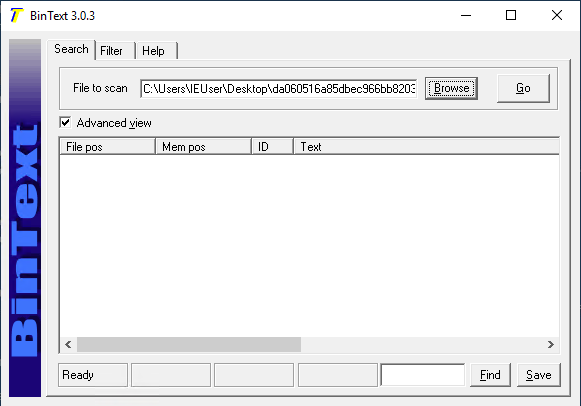 BinText 3.0.3
Search Filter Help
File to scan C:\Users\IEUser\Desktop\da060516a85dbec966bb8203 Browse Go
Advanced view
File pos Mem pos ID Text
BinText
Ready Find Save